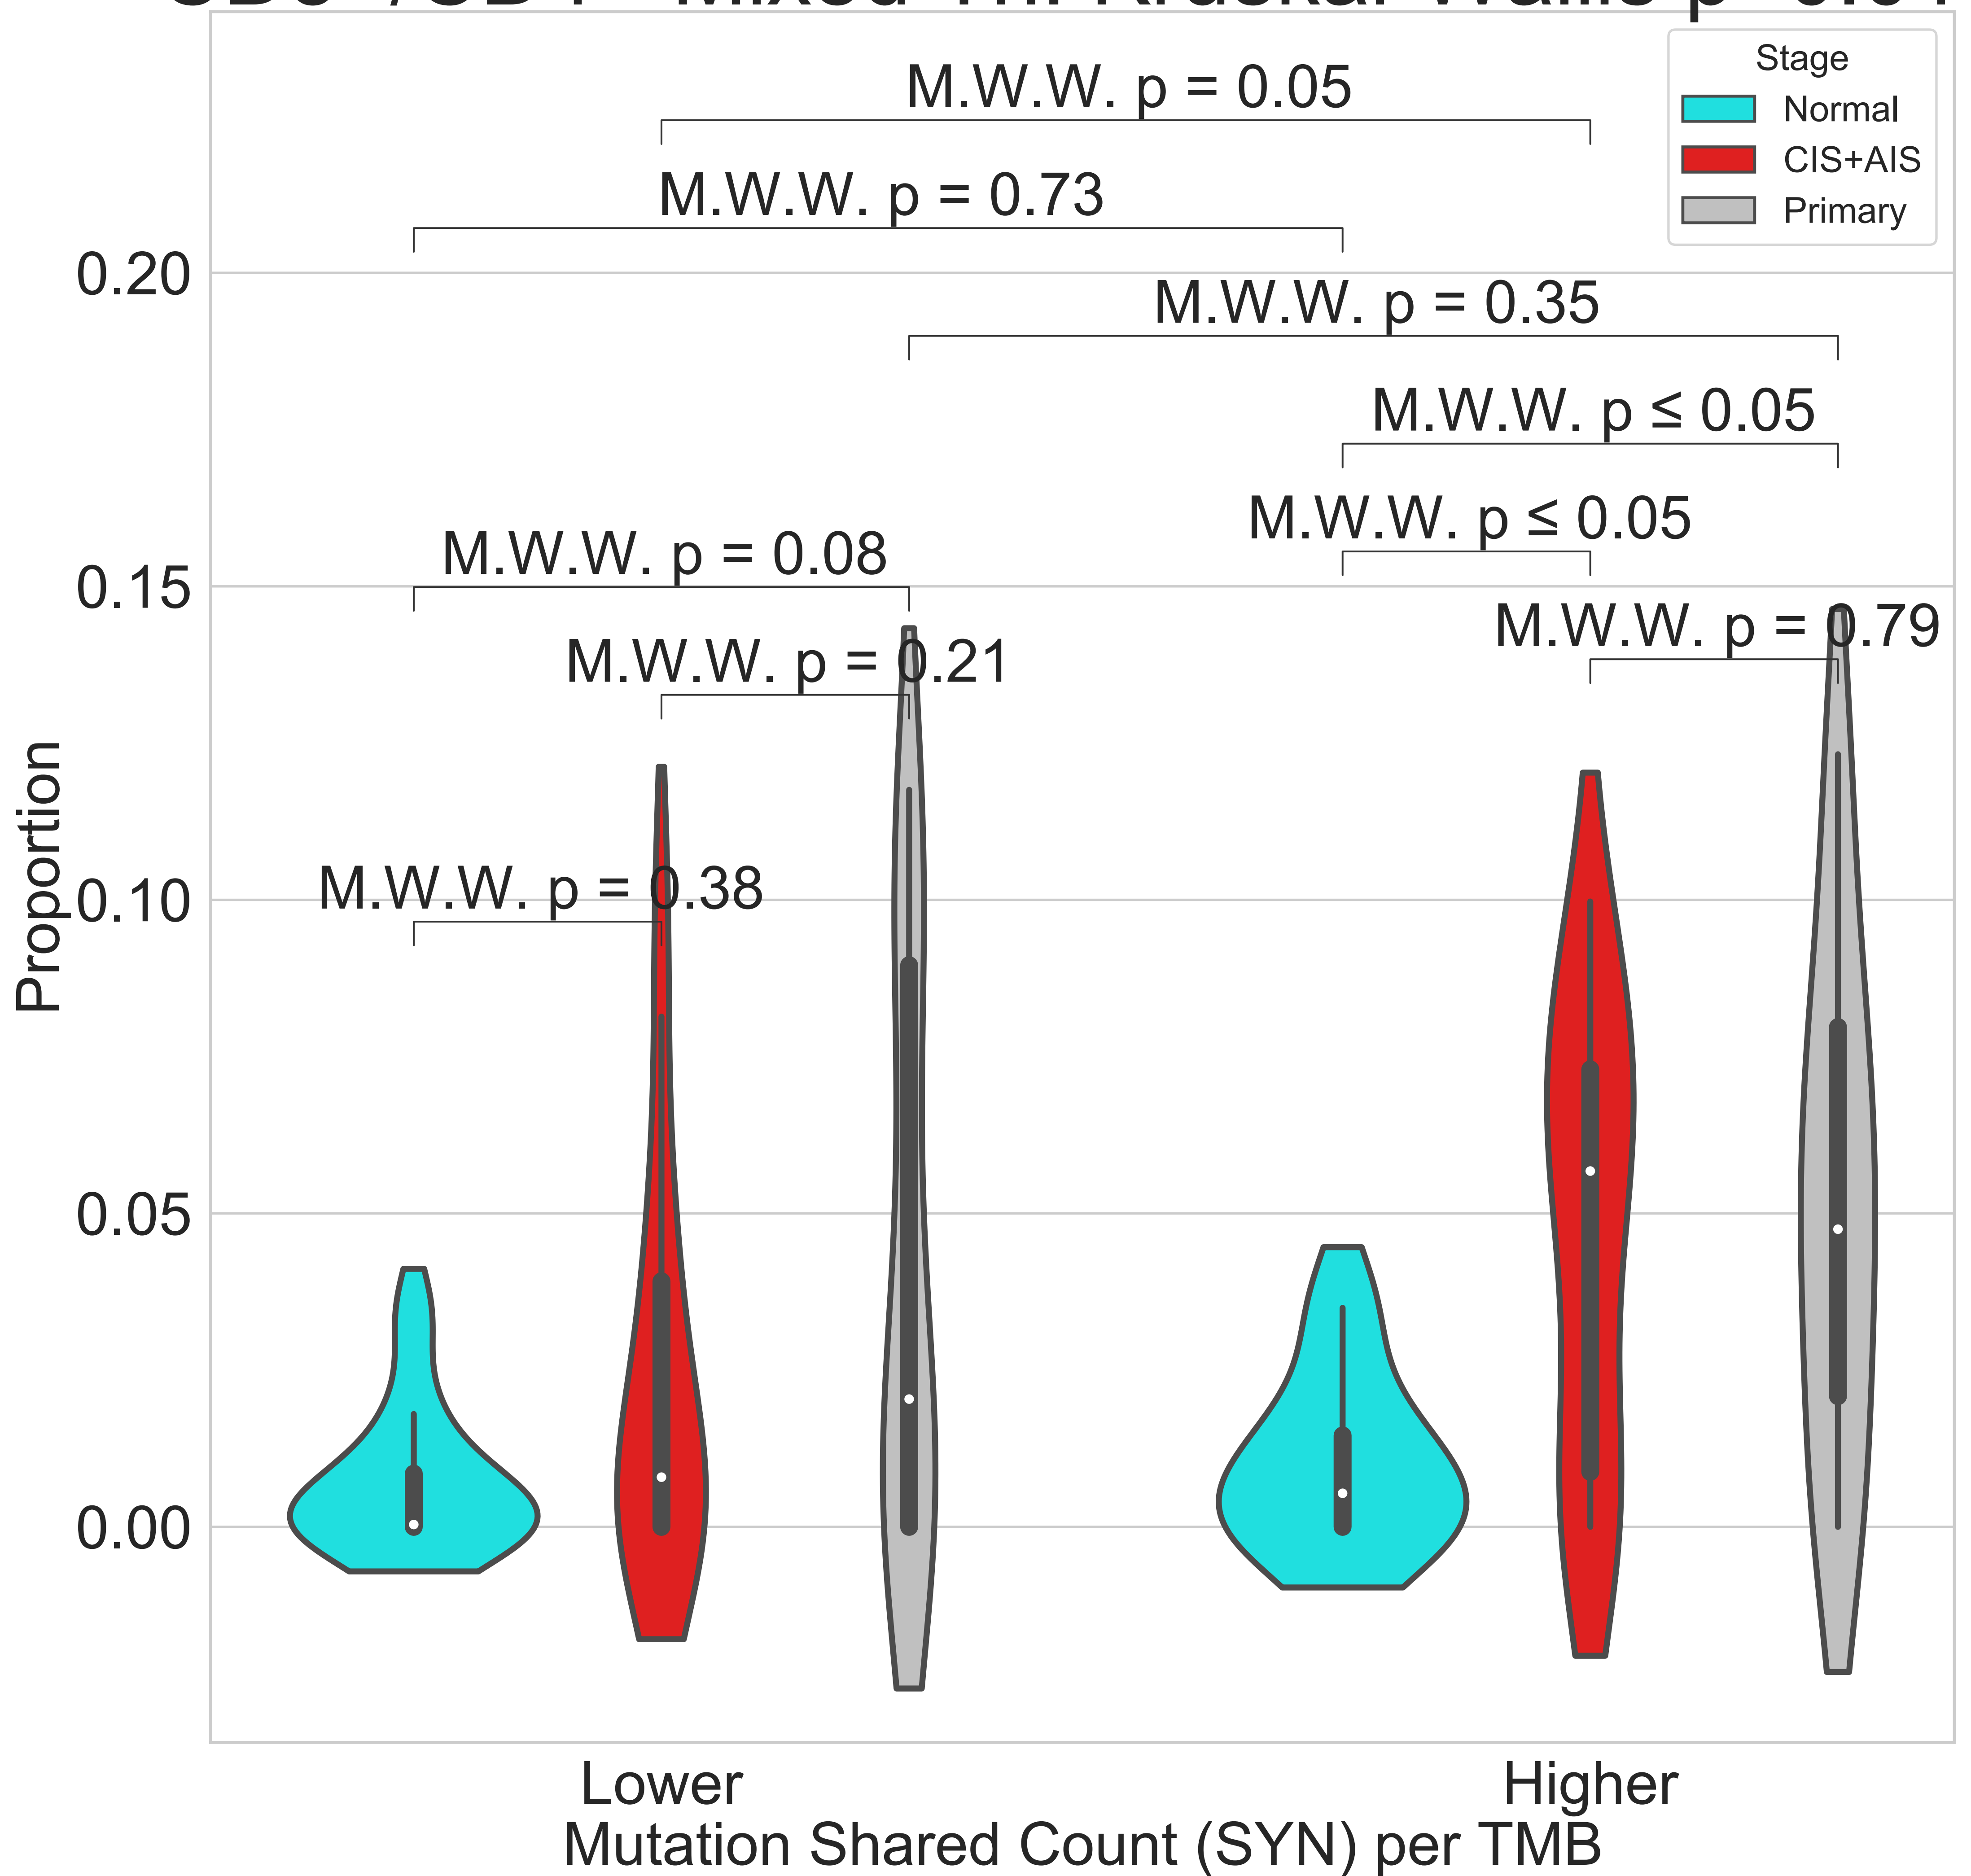 Stage
Normal
CIS+AIS
Primary
M.W.W. p = 0.05
M.W.W. p = 0.73
M.W.W. p = 0.35
M.W.W. p ≤ 0.05
M.W.W. p ≤ 0.05
M.W.W. p = 0.08
M.W.W. p = 0.79
M.W.W. p = 0.21
M.W.W. p = 0.38
0.20
0.15
0.10
0.05
0.00
Proportion
Lower
Higher
Mutation Shared Count (SYN) per TMB